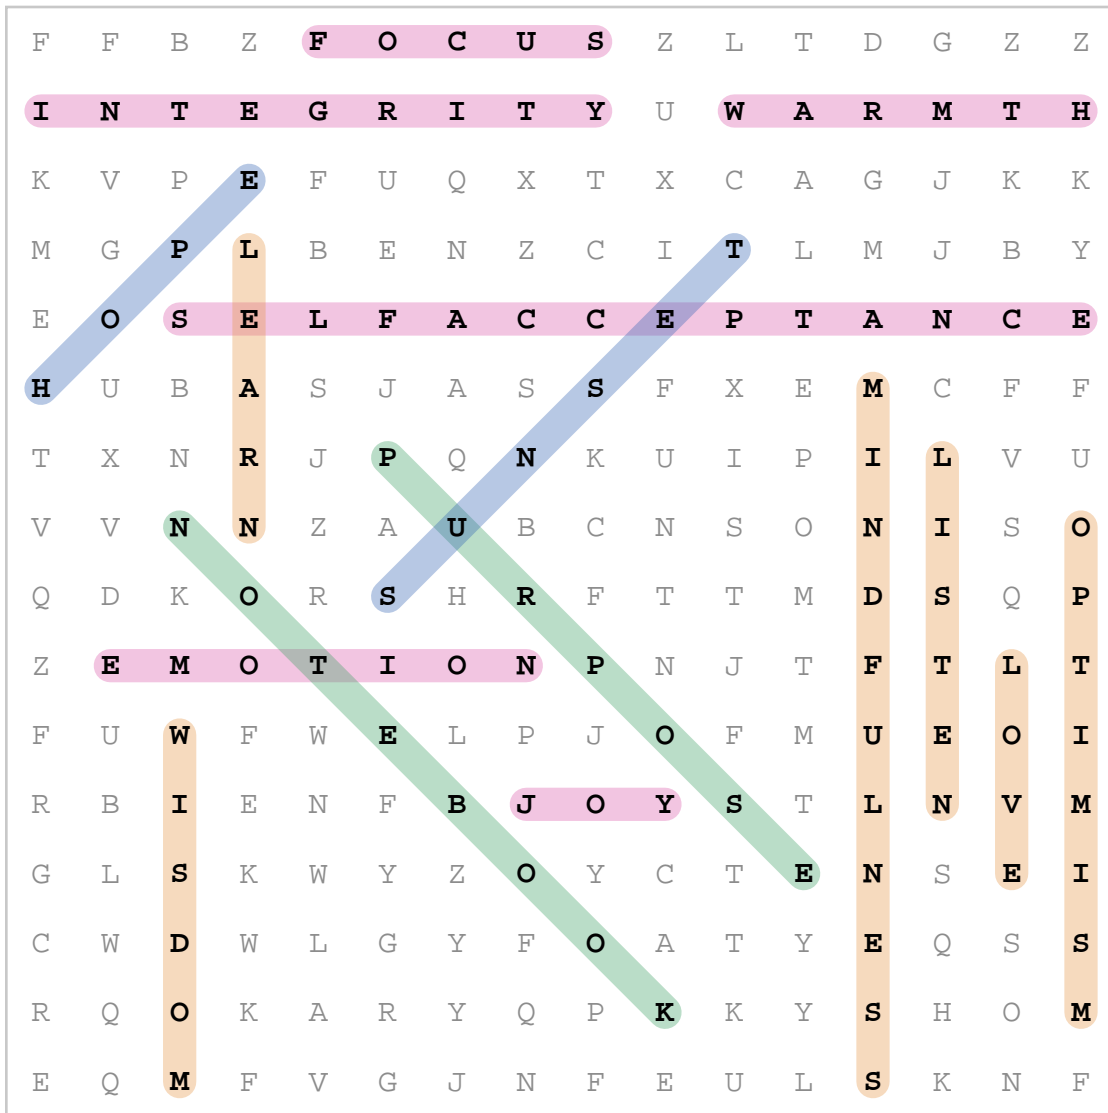 F F B Z F O C U S Z L T D G Z Z
I N T E G R I T Y U W A R M T H
K V P E F U Q X T X C A G J K K
M G P L B E N Z C I T L M J B Y
E O S E L F A C C E P T A N C E
H U B A S J A S S F X E M C F F
T X N R J P Q N K U I P I L V U
V V N N Z A U B C N S O N I S O
Q D K O R S H R F T T M D S Q P
Z E M O T I O N P N J T F T L T
F U W F W E L P J O F M U E O I
R B I E N F B J O Y S T L N V M
G L S K W Y Z O Y C T E N S E I
C W D W L G Y F O A T Y E Q S S
R Q O K A R Y Q P K K Y S H O M
E Q M F V G J N F E U L S K N F